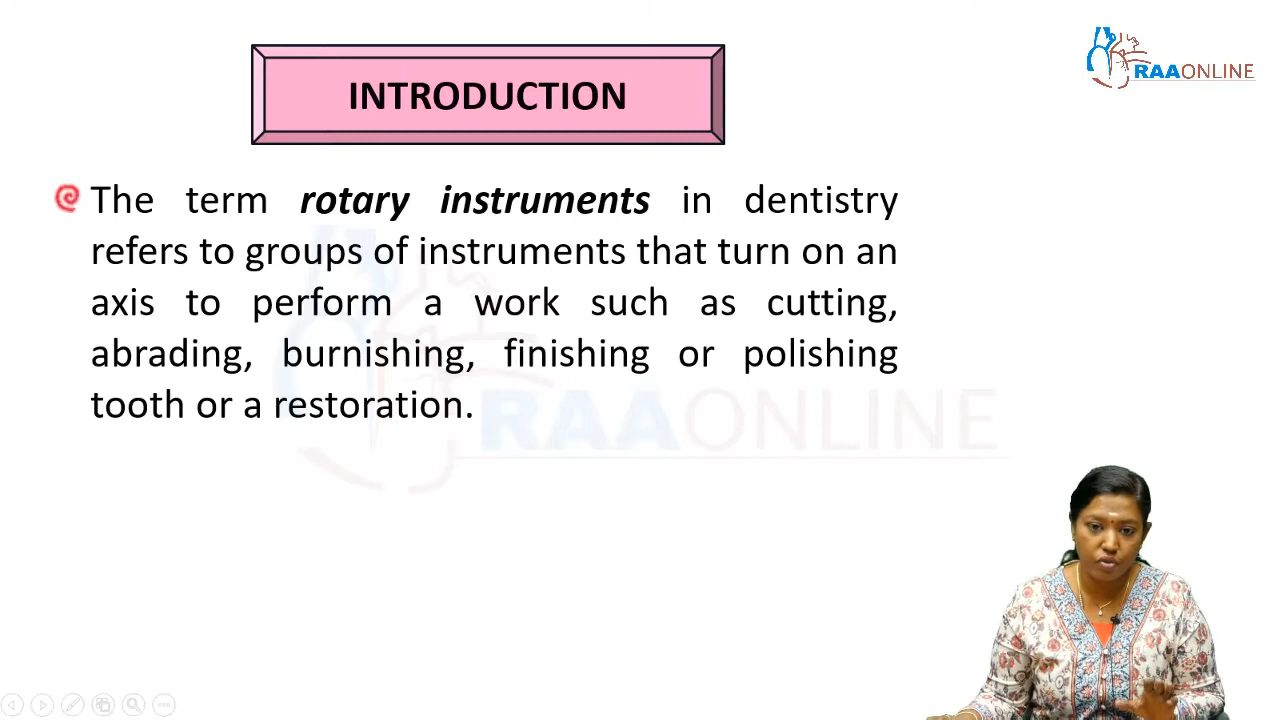 INTRODUCTION
RAAONLINE
The term rotary instruments in dentistry
refers to groups of instruments that turn on an
axis to perform a work such as cutting,
abrading, burnishing, finishing or polishing
tooth or a restoration.
RAAONLINE